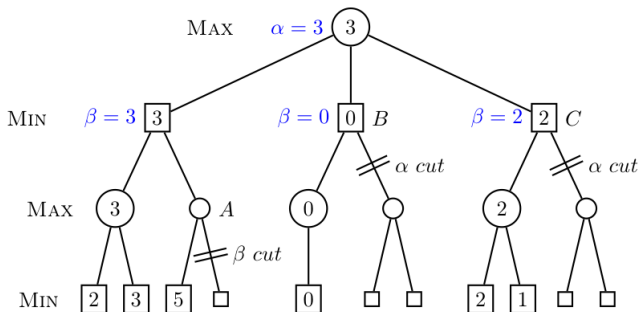 MAX α = 3 3
MIN β = 3 3 β = 0 0 B β = 2 2 C
α cut α cut
MAX 3 A 0 2
β cut
MIN 2 3 5 0 2 1